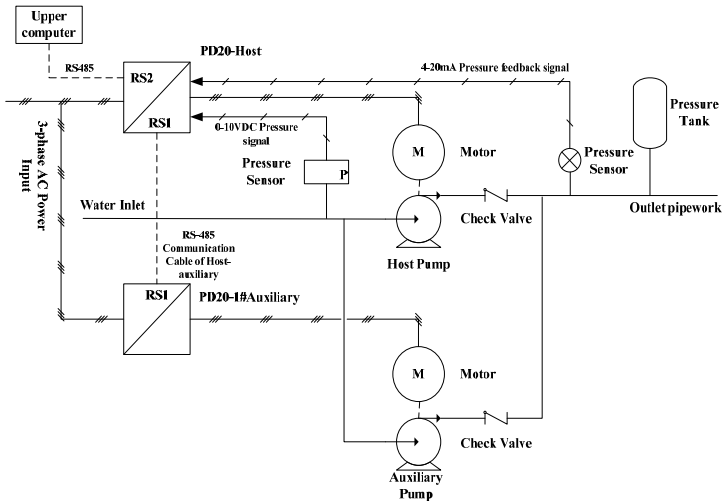 Upper
computer
PD20-Host
RS-485
RS2
RS1
4-20mA Pressure feedback signal
0-10VDC Pressure
signal
Pressure
Tank
3-phase AC Power
Input
Pressure
Sensor
P
M
Motor
Pressure
Sensor
Water Inlet
Check Valve
Outlet pipework
Host Pump
RS-485
Communication
Cable of Host-
auxiliary
RS1
PD20-1#Auxiliary
M
Motor
Check Valve
Auxiliary
Pump